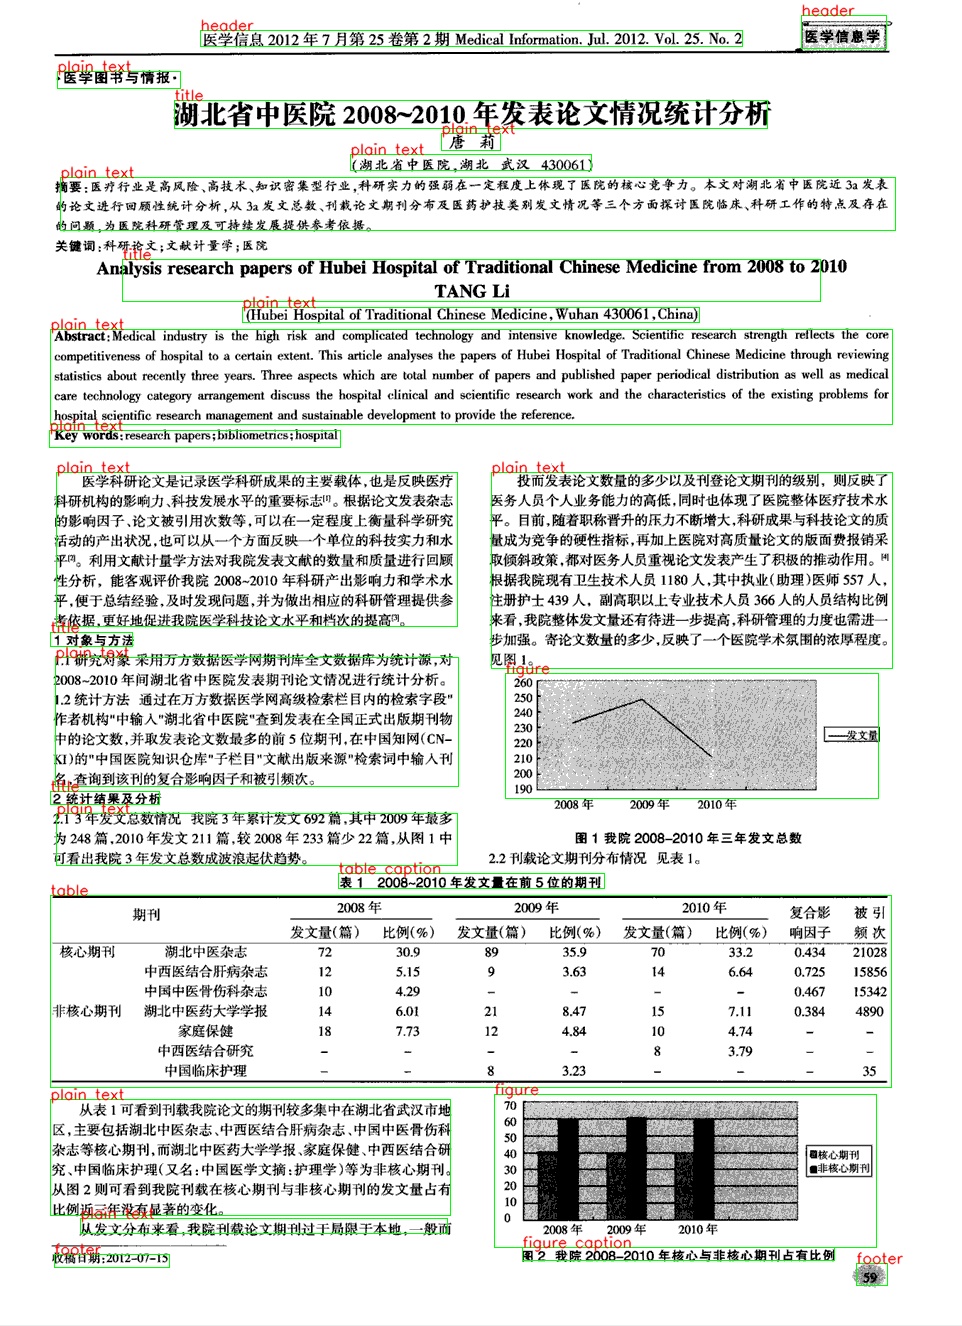 header
医学信息 2012 年 7 月第 25 卷第 2 期 Medical Information. Jul. 2012. Vol. 25. No. 2
header
医学信息学
plain text
·医学图书与情报·
title
湖北省中医院 2008~2010 年发表论文情况统计分析
plain text
唐 莉
plain text
(湖北省中医院,湖北 武汉 430061)
plain text
摘要:医疗行业是高风险、高技术、知识密集型行业,科研实力的强弱在一定程度上体现了医院的核心竞争力。本文对湖北省中医院近 3a 发表
的论文进行回顾性统计分析,从 3a 发文总数、刊载论文期刊分布及医药护技类别发文情况等三个方面探讨医院临床、科研工作的特点及存在
的问题,为医院科研管理及可持续发展提供参考依据。
关键词:科研论文;文献计量学;医院
title
Analysis research papers of Hubei Hospital of Traditional Chinese Medicine from 2008 to 2010
TANG Li
plain text
(Hubei Hospital of Traditional Chinese Medicine,Wuhan 430061,China)
plain text
Abstract:Medical industry is the high risk and complicated technology and intensive knowledge. Scientific research strength reflects the core
competitiveness of hospital to a certain extent. This article analyses the papers of Hubei Hospital of Traditional Chinese Medicine through reviewing
statistics about recently three years. Three aspects which are total number of papers and published paper periodical distribution as well as medical
care technology category arrangement discuss the hospital clinical and scientific research work and the characteristics of the existing problems for
hospital scientific research management and sustainable development to provide the reference.
plain text
Key words:research papers;bibliometrics;hospital
plain text
医学科研论文是记录医学科研成果的主要载体,也是反映医疗
科研机构的影响力、科技发展水平的重要标志[1]。根据论文发表杂志
的影响因子、论文被引用次数等,可以在一定程度上衡量科学研究
活动的产出状况,也可以从一个方面反映一个单位的科技实力和水
平[2]。利用文献计量学方法对我院发表文献的数量和质量进行回顾
性分析，能客观评价我院 2008~2010 年科研产出影响力和学术水
平,便于总结经验,及时发现问题,并为做出相应的科研管理提供参
考依据,更好地促进我院医学科技论文水平和档次的提高[3]。
title
1 对象与方法
plain text
1.1 研究对象 采用万方数据医学网期刊库全文数据库为统计源,对
2008~2010 年间湖北省中医院发表期刊论文情况进行统计分析。
1.2 统计方法 通过在万方数据医学网高级检索栏目内的检索字段"
作者机构"中输入"湖北省中医院"查到发表在全国正式出版期刊物
中的论文数,并取发表论文数最多的前 5 位期刊,在中国知网(CN-
KI)的"中国医院知识仓库"子栏目"文献出版来源"检索词中输入刊
名,查询到该刊的复合影响因子和被引频次。
title
2 统计结果及分析
plain text
2.1 3 年发文总数情况 我院 3 年累计发文 692 篇,其中 2009 年最多
为 248 篇,2010 年发文 211 篇,较 2008 年 233 篇少 22 篇,从图 1 中
可看出我院 3 年发文总数成波浪起伏趋势。
plain text
投而发表论文数量的多少以及刊登论文期刊的级别，则反映了
医务人员个人业务能力的高低,同时也体现了医院整体医疗技术水
平。目前,随着职称晋升的压力不断增大,科研成果与科技论文的质
量成为竞争的硬性指标,再加上医院对高质量论文的版面费报销采
取倾斜政策,都对医务人员重视论文发表产生了积极的推动作用。[4]
根据我院现有卫生技术人员 1180 人,其中执业(助理)医师 557 人,
注册护士 439 人，副高职以上专业技术人员 366 人的人员结构比例
来看,我院整体发文量还有待进一步提高,科研管理的力度也需进一
步加强。寄论文数量的多少,反映了一个医院学术氛围的浓厚程度。
见图 1。
figure
260
250
240
230
220
210
200
190
2008 年 2009 年 2010 年
发文量
图 1 我院 2008-2010 年三年发文总数
2.2 刊载论文期刊分布情况 见表 1。
table caption
表 1 2008~2010 年发文量在前 5 位的期刊
table
期刊 2008 年 2009 年 2010 年 复合影响因子 被引频次
发文量(篇) 比例(%) 发文量(篇) 比例(%) 发文量(篇) 比例(%)
核心期刊 湖北中医杂志 72 30.9 89 35.9 70 33.2 0.434 21028
中西医结合肝病杂志 12 5.15 9 3.63 14 6.64 0.725 15856
中国中医骨伤科杂志 10 4.29 – – – – 0.467 15342
非核心期刊 湖北中医药大学学报 14 6.01 21 8.47 15 7.11 0.384 4890
家庭保健 18 7.73 12 4.84 10 4.74 – –
中西医结合研究 – – – – 8 3.79 – –
中国临床护理 – – 8 3.23 – – – 35
plain text
从表 1 可看到刊载我院论文的期刊较多集中在湖北省武汉市地
区,主要包括湖北中医杂志、中西医结合肝病杂志、中国中医骨伤科
杂志等核心期刊,而湖北中医药大学学报、家庭保健、中西医结合研
究、中国临床护理(又名:中国医学文摘:护理学)等为非核心期刊。
从图 2 则可看到我院刊载在核心期刊与非核心期刊的发文量占有
比例近三年没有显著的变化。
plain text
从发文分布来看,我院刊载论文期刊过于局限于本地，一般而
figure
70
60
50
40
30
20
10
0
2008 年 2009 年 2010 年
核心期刊
非核心期刊
figure caption
图 2 我院 2008-2010 年核心与非核心期刊占有比例
footer
收稿日期:2012-07-15
footer
59